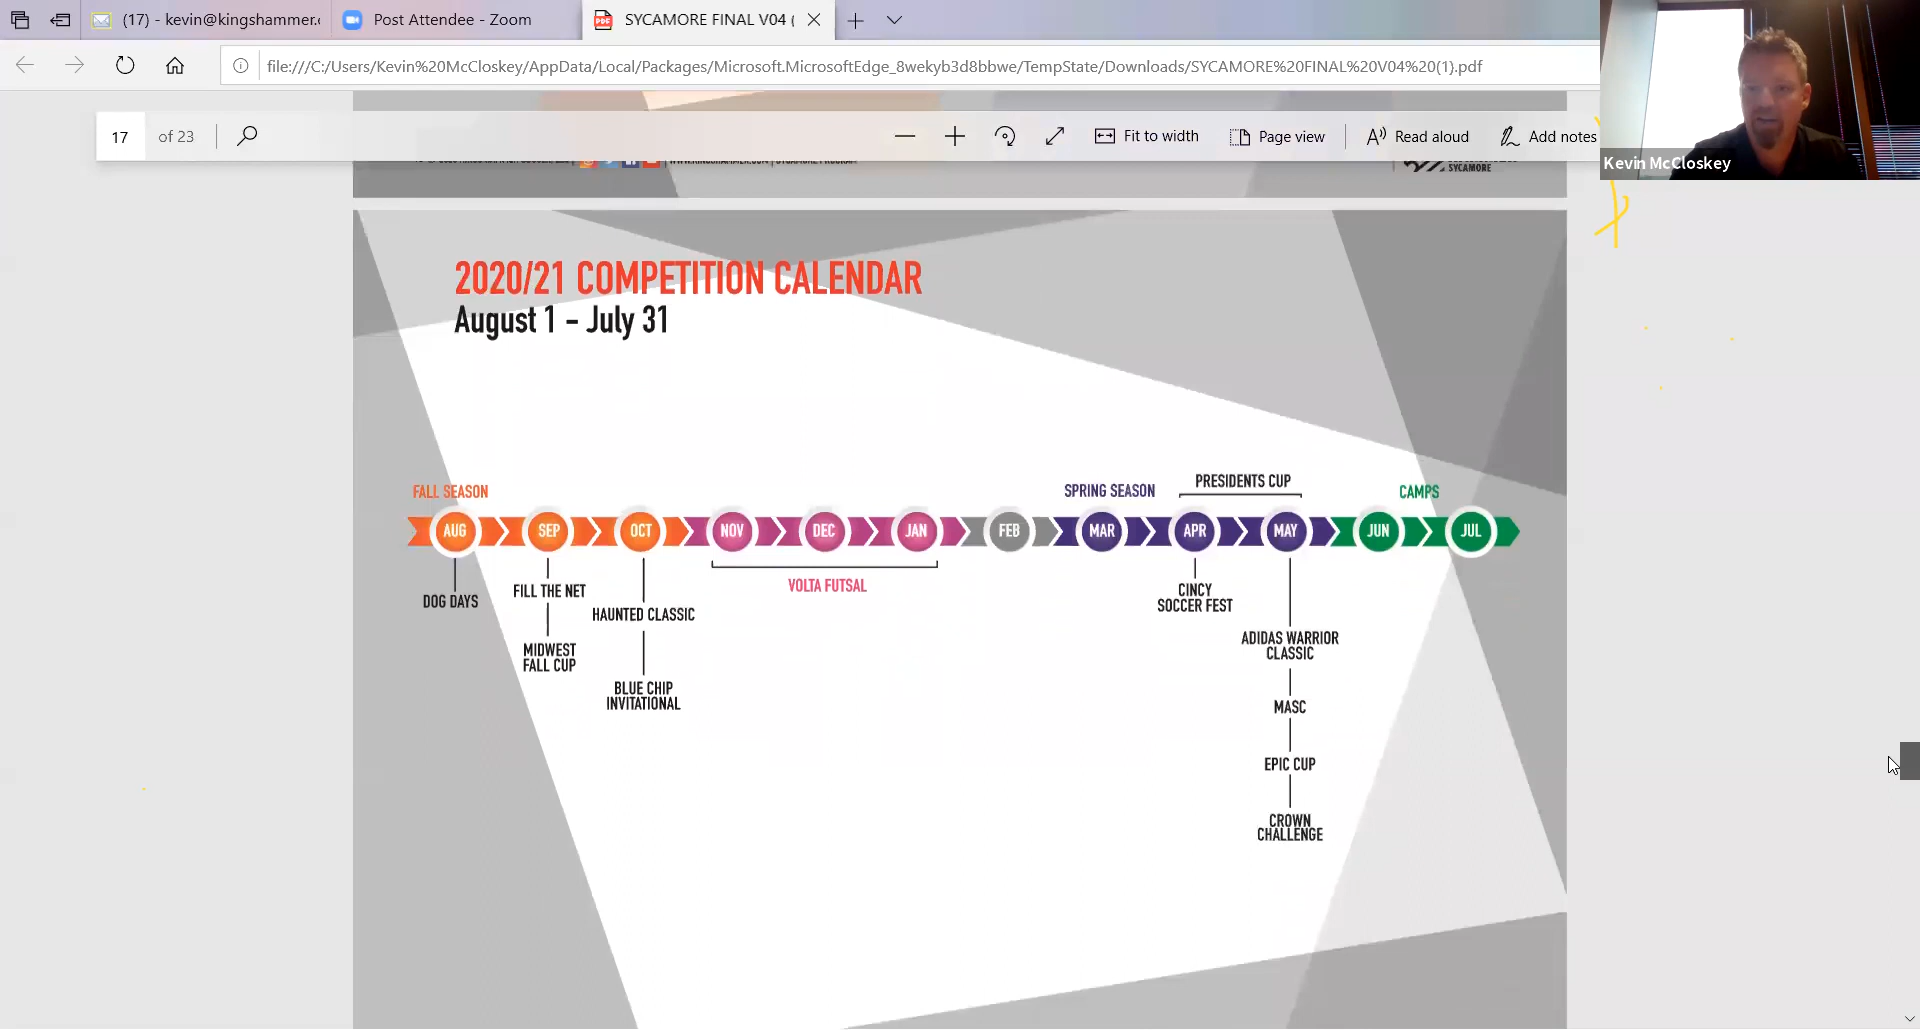 (17) - kevin@kingshammer.c
Post Attendee - Zoom
SYCAMORE FINAL V04 (
file:///C:/Users/Kevin%20McCloskey/AppData/Local/Packages/Microsoft.MicrosoftEdge_8wekyb3d8bbwe/TempState/Downloads/SYCAMORE%20FINAL%20V04%20(1).pdf
17 of 23
Fit to width
Page view
Read aloud
Add notes
Kevin McCloskey
SYCAMORE
2020/21 COMPETITION CALENDAR
August 1 - July 31
FALL SEASON
SPRING SEASON
PRESIDENTS CUP
CAMPS
AUG SEP OCT NOV DEC JAN FEB MAR APR MAY JUN JUL
DOG DAYS
FILL THE NET
MIDWEST
FALL CUP
HAUNTED CLASSIC
BLUE CHIP
INVITATIONAL
VOLTA FUTSAL
CINCY
SOCCER FEST
ADIDAS WARRIOR
CLASSIC
MASC
EPIC CUP
CROWN
CHALLENGE